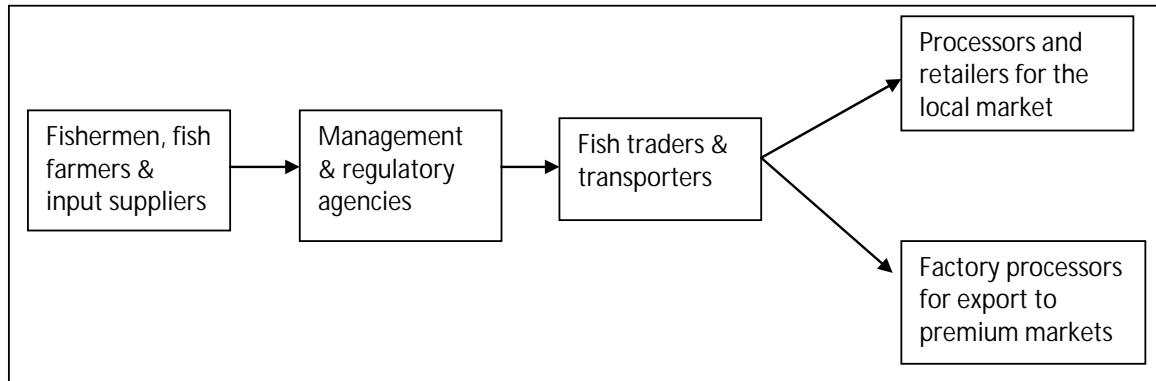 Fishermen, fish
farmers &
input suppliers
Management
& regulatory
agencies
Fish traders &
transporters
Processors and
retailers for the
local market
Factory processors
for export to
premium markets